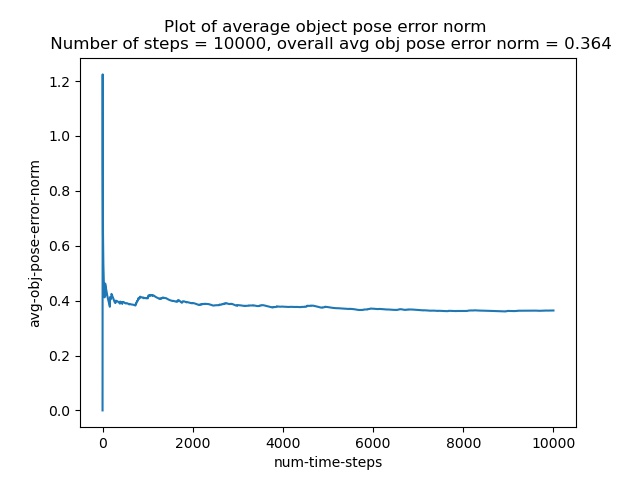 Plot of average object pose error norm
Number of steps = 10000, overall avg obj pose error norm = 0.364
1.2
1.0
0.8
0.6
0.4
0.2
0.0
avg-obj-pose-error-norm
0 2000 4000 6000 8000 10000
num-time-steps